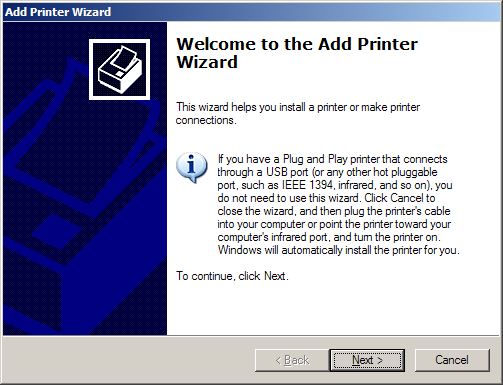 Add Printer Wizard
Welcome to the Add Printer
Wizard
This wizard helps you install a printer or make printer
connections.
If you have a Plug and Play printer that connects
through a USB port (or any other hot pluggable
port, such as IEEE 1394, infrared, and so on), you
do not need to use this wizard. Click Cancel to
close the wizard, and then plug the printer's cable
into your computer or point the printer toward your
computer's infrared port, and turn the printer on.
Windows will automatically install the printer for you.
To continue, click Next.
< Back
Next >
Cancel